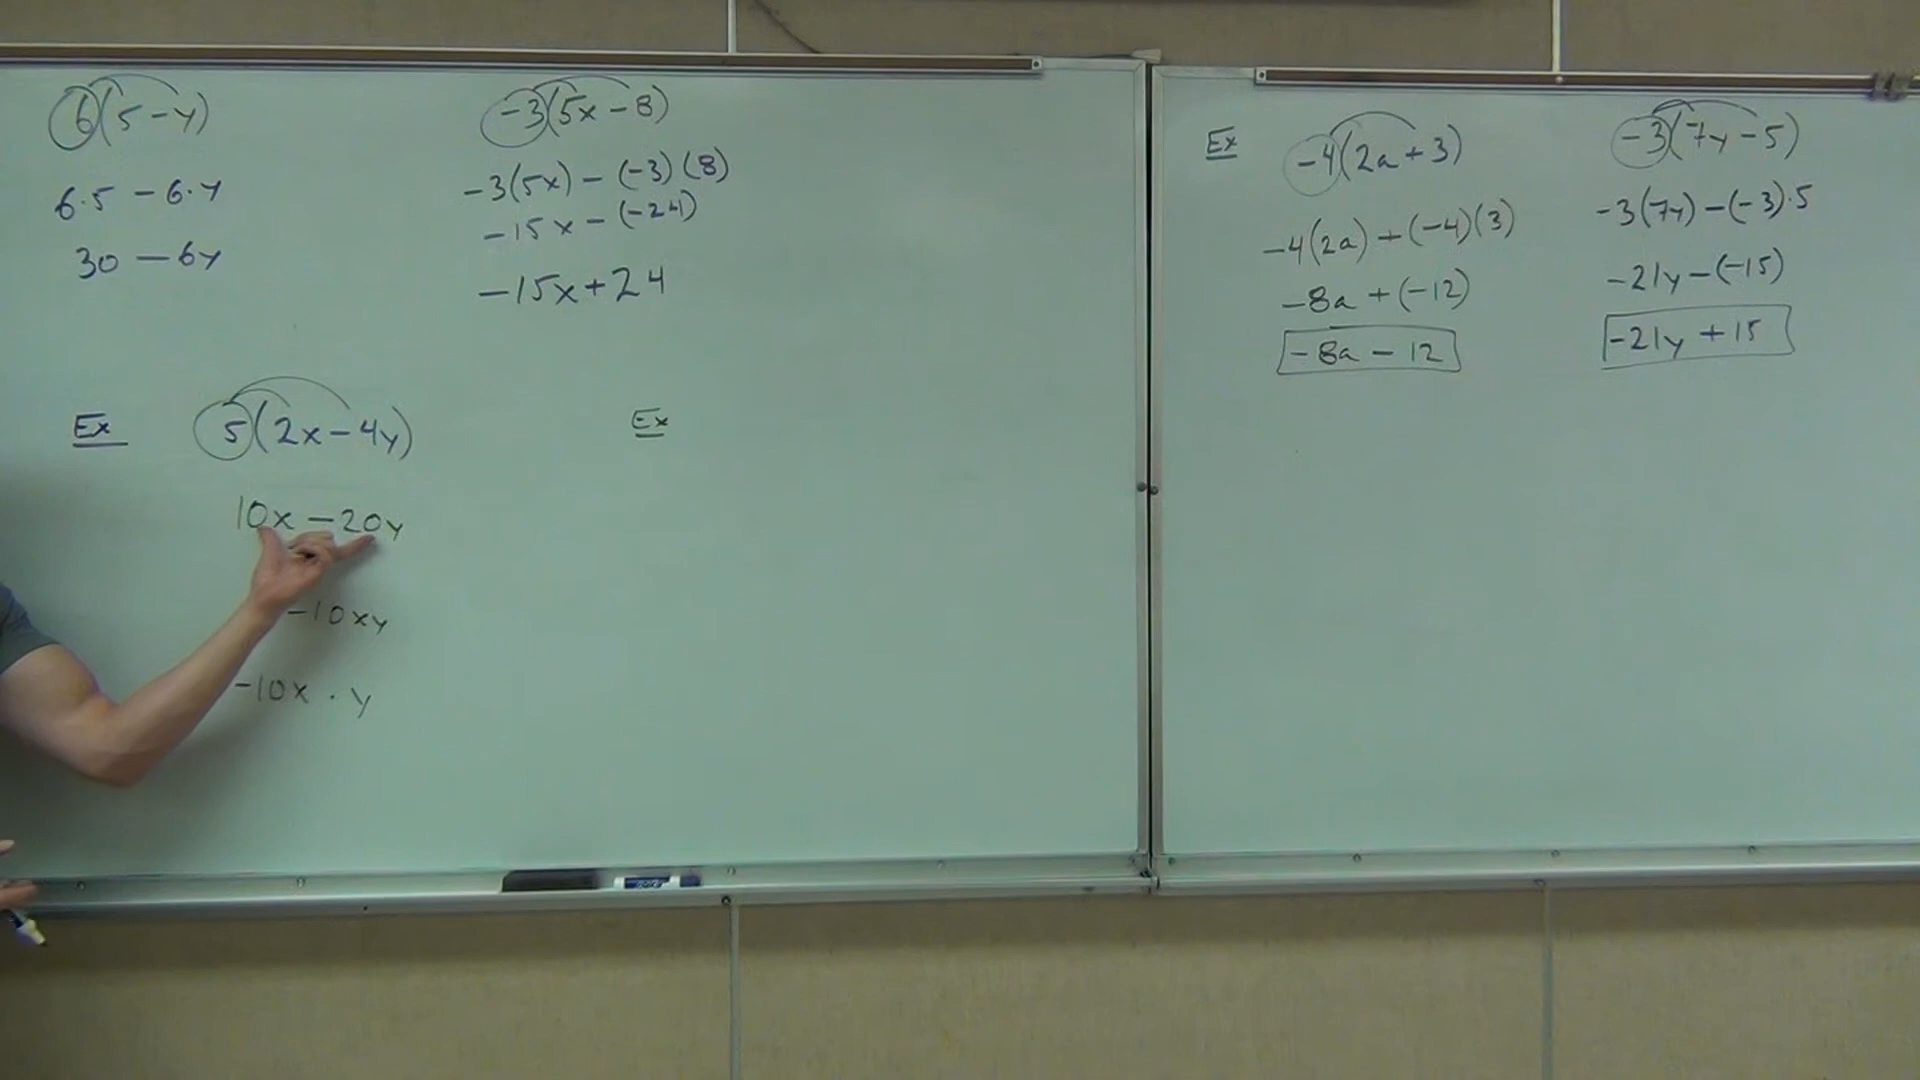 6(5-y)
6·5 - 6·y
30 - 6y
-3(5x-8)
-3(5x) - (-3)(8)
-15x - (-24)
-15x + 24
Ex 5(2x-4y)
10x - 20y
-10xy
-10x · y
Ex
Ex -4(2a+3)
-4(2a) + (-4)(3)
-8a + (-12)
-8a - 12
-3(7y-5)
-3(7y) - (-3)·5
-21y - (-15)
-21y + 15